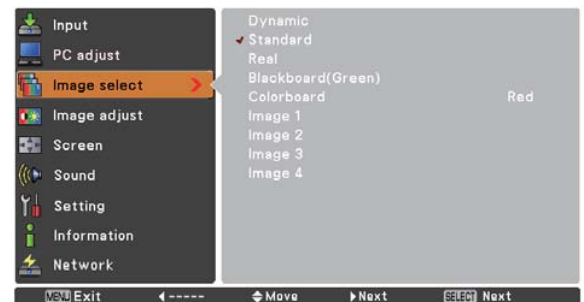 Input
PC adjust
Image select
Image adjust
Screen
Sound
Setting
Information
Network
Dynamic
Standard
Real
Blackboard(Green)
Colorboard Red
Image 1
Image 2
Image 3
Image 4
MENU Exit ----- Move Next SELECT Next